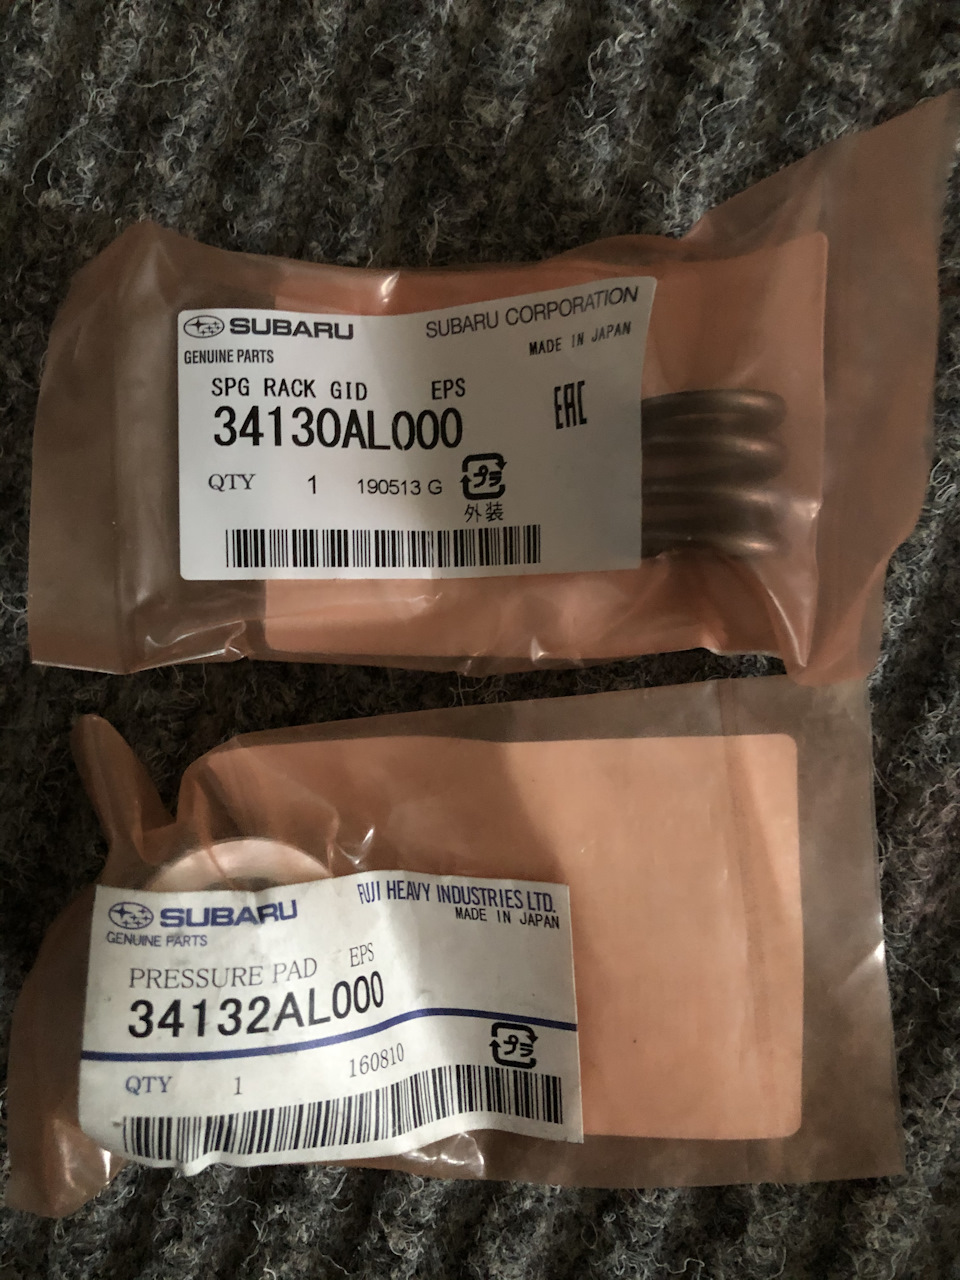 SUBARU
SUBARU CORPORATION
GENUINE PARTS
MADE IN JAPAN
SPG RACK GID EPS
34130AL000
EAC
QTY 1 190513 G
プラ
外装
SUBARU
FUJI HEAVY INDUSTRIES LTD.
GENUINE PARTS
MADE IN JAPAN
PRESSURE PAD EPS
34132AL000
QTY 1 160810
プラ